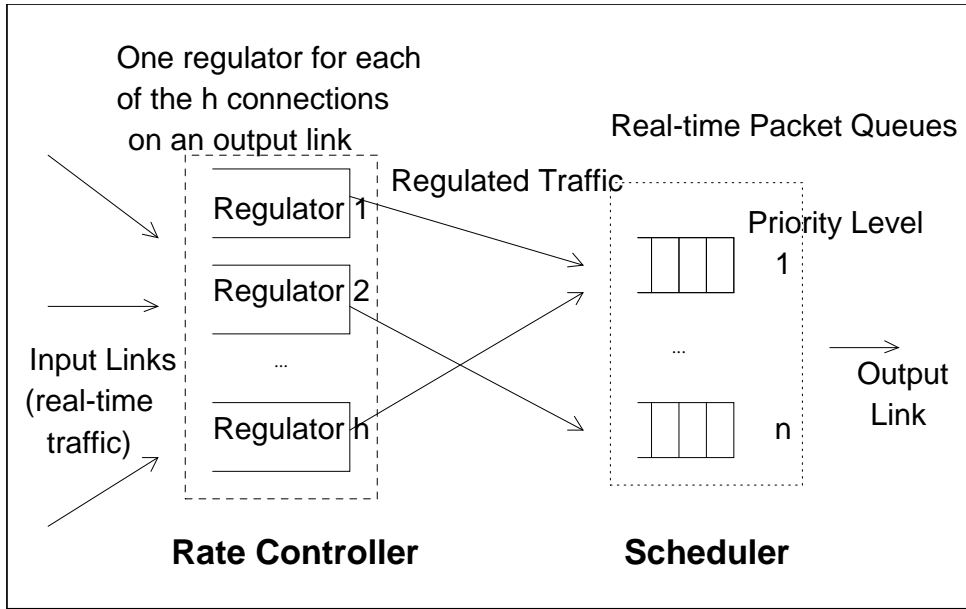 One regulator for each
of the h connections
on an output link
Real-time Packet Queues
Regulated Traffic
Regulator 1
Priority Level
1
Regulator 2
...
...
Input Links
(real-time
traffic)
Output
Link
Regulator h
n
Rate Controller
Scheduler